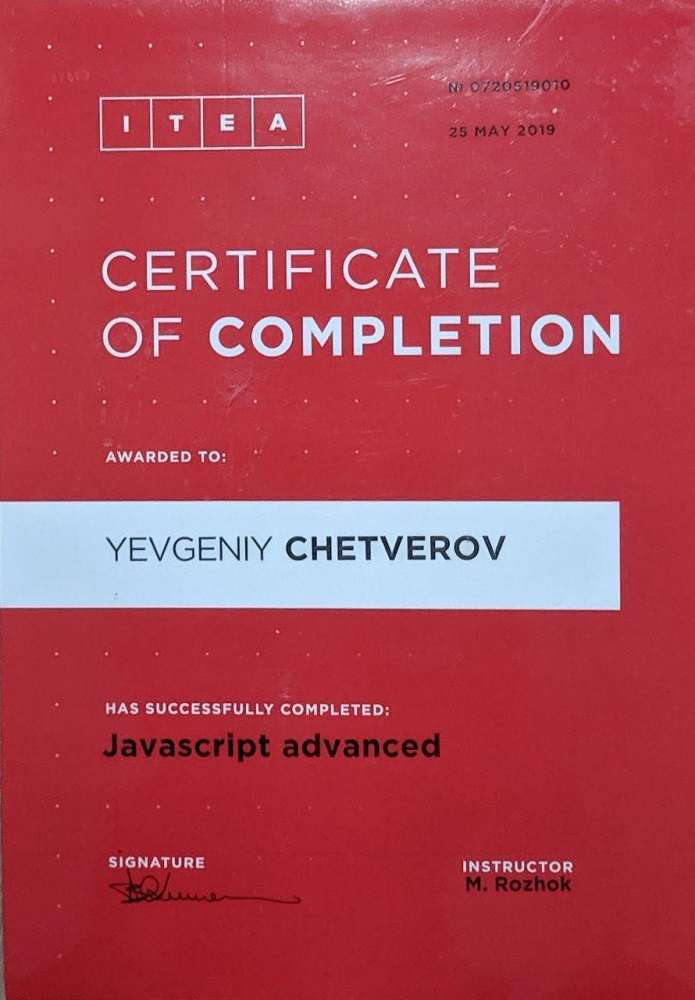 I T E A
№ 0720519010
25 MAY 2019
CERTIFICATE
OF COMPLETION
AWARDED TO:
YEVGENIY CHETVEROV
HAS SUCCESSFULLY COMPLETED:
Javascript advanced
SIGNATURE
INSTRUCTOR
M. Rozhok